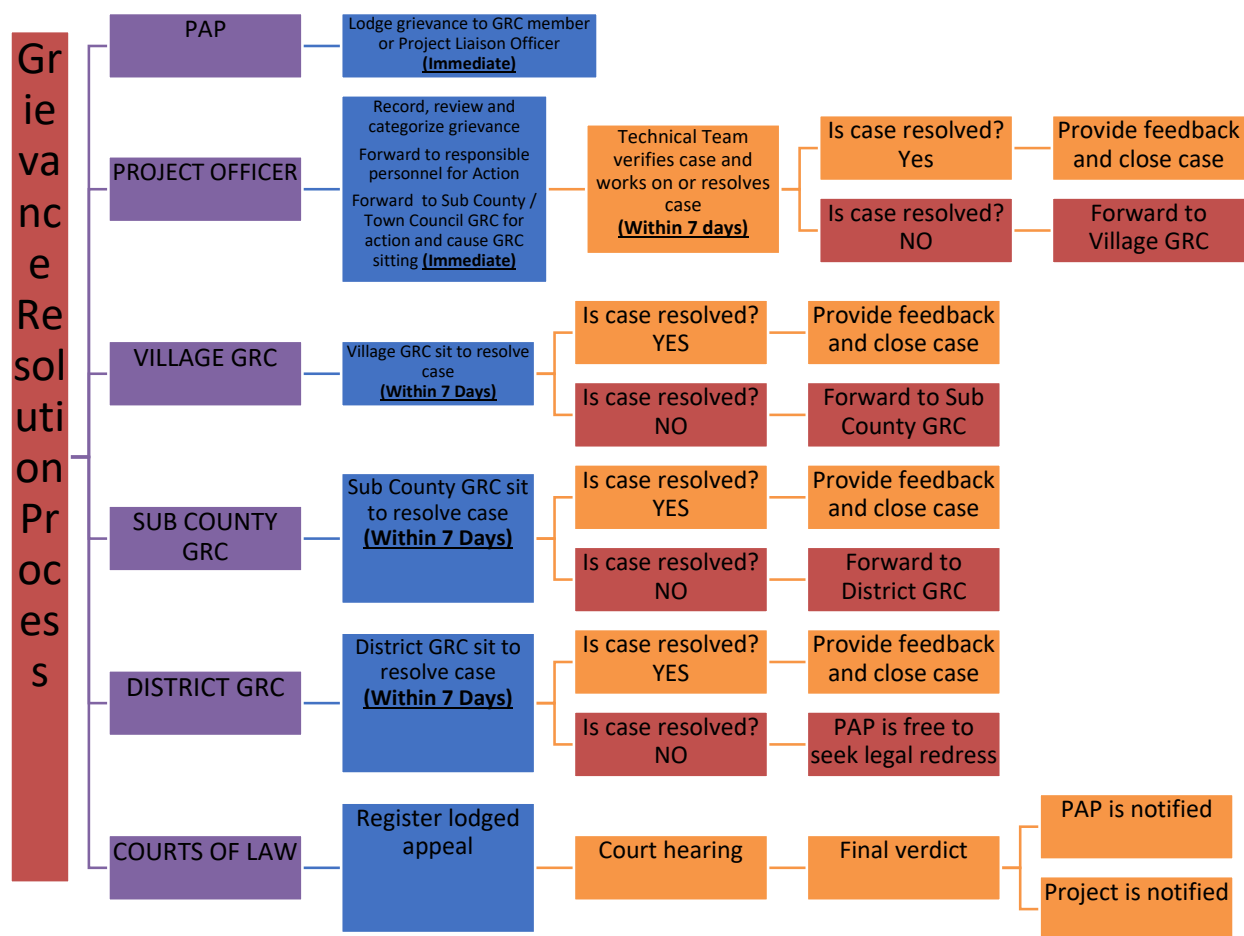 Gr
ie
va
nc
e
Re
sol
uti
on
Pr
oc
es
s
PAP
Lodge grievance to GRC member
or Project Liaison Officer
(Immediate)
PROJECT OFFICER
Record, review and
categorize grievance
Forward to responsible
personnel for Action
Forward to Sub County /
Town Council GRC for
action and cause GRC
sitting (Immediate)
Technical Team
verifies case and
works on or resolves
case
(Within 7 days)
Is case resolved?
Yes
Provide feedback
and close case
Is case resolved?
NO
Forward to
Village GRC
VILLAGE GRC
Village GRC sit to resolve
case
(Within 7 Days)
Is case resolved?
YES
Provide feedback
and close case
Is case resolved?
NO
Forward to Sub
County GRC
SUB COUNTY
GRC
Sub County GRC sit
to resolve case
(Within 7 Days)
Is case resolved?
YES
Provide feedback
and close case
Is case resolved?
NO
Forward to
District GRC
DISTRICT GRC
District GRC sit to
resolve case
(Within 7 Days)
Is case resolved?
YES
Provide feedback
and close case
Is case resolved?
NO
PAP is free to
seek legal redress
COURTS OF LAW
Register lodged
appeal
Court hearing
Final verdict
PAP is notified
Project is notified